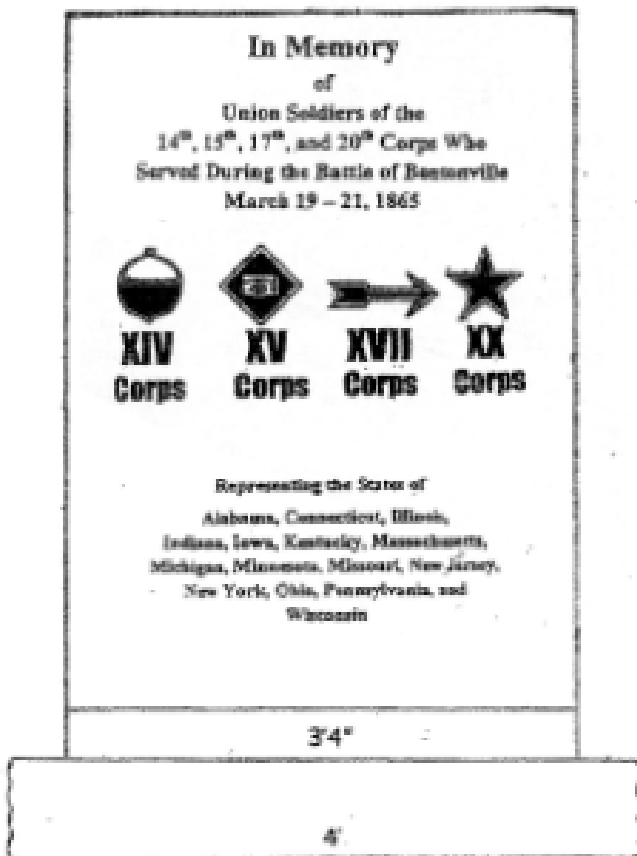 In Memory
of
Union Soldiers of the
14th, 15th, 17th, and 20th Corps Who
Served During the Battle of Bentonville
March 19 – 21, 1865
XIV XV XVII XX
Corps Corps Corps Corps
Representing the States of
Alabama, Connecticut, Illinois,
Indiana, Iowa, Kentucky, Massachusetts,
Michigan, Minnesota, Missouri, New Jersey,
New York, Ohio, Pennsylvania, and
Wisconsin
3'4"
4'